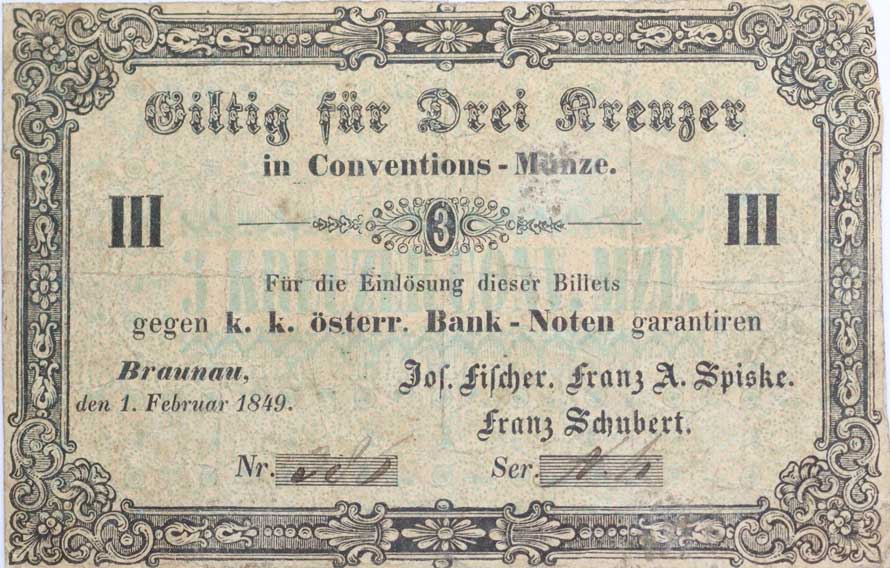 Giltig für Drei Kreuzer
in Conventions - Münze.
III 3 III
Für die Einlösung dieser Billets
gegen k. k. österr. Bank - Noten garantiren
Braunau,
den 1. Februar 1849.
Jos. Fischer. Franz A. Spiske.
Franz Schubert.
Nr. Ser.